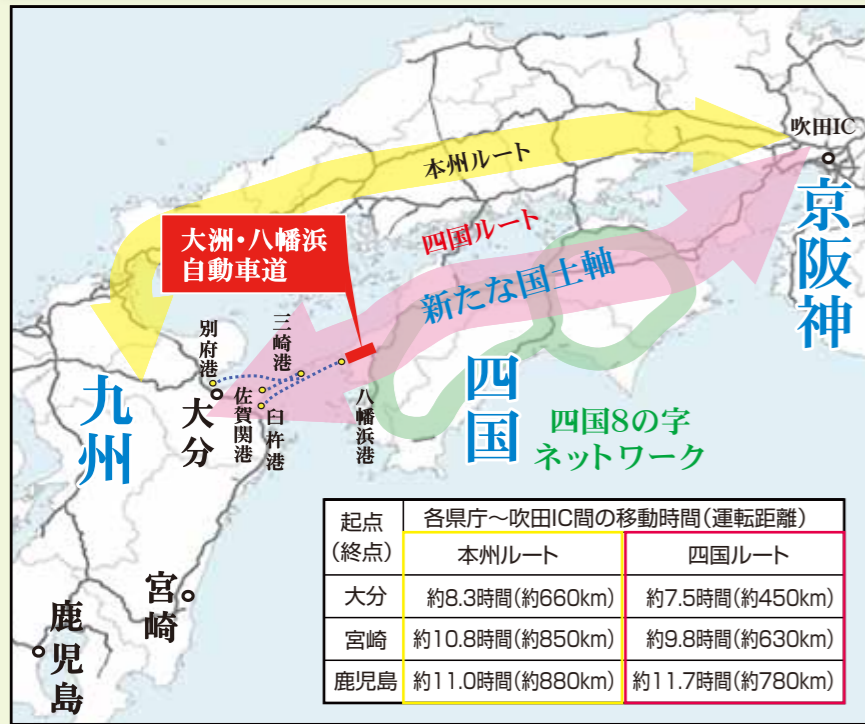 吹田IC
本州ルート
京阪神
四国ルート
大洲・八幡浜
自動車道
新たな国土軸
別府港
三崎港
九州
大分
佐賀関港
臼杵港
八幡浜港
四国
四国8の字
ネットワーク
宮崎
鹿児島
起点
(終点)
各県庁～吹田IC間の移動時間(運転距離)
本州ルート 四国ルート
大分 約8.3時間(約660km) 約7.5時間(約450km)
宮崎 約10.8時間(約850km) 約9.8時間(約630km)
鹿児島 約11.0時間(約880km) 約11.7時間(約780km)